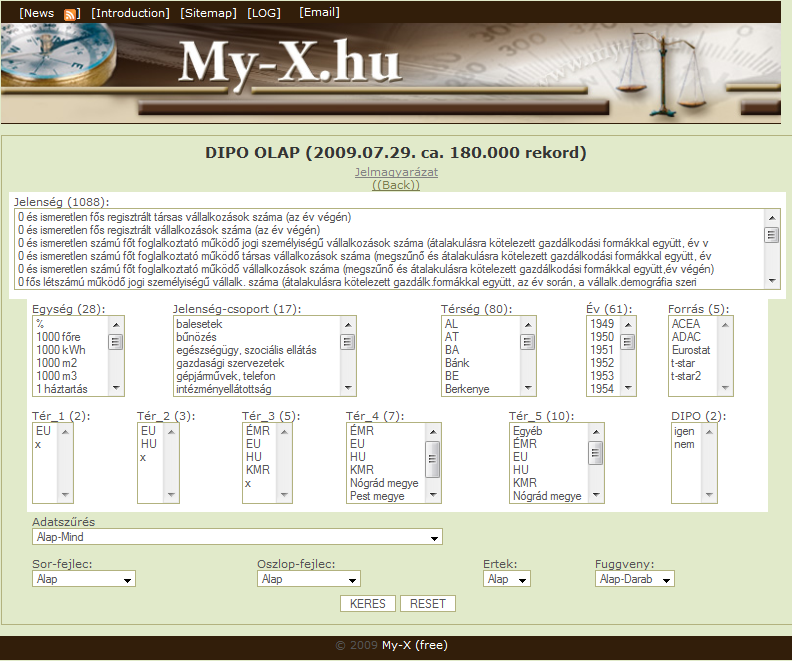 [News ] [Introduction] [Sitemap] [LOG] [Email]
My-X.hu
DIPO OLAP (2009.07.29. ca. 180.000 rekord)
Jelmagyarázat
((Back))
Jelenség (1088):
0 és ismeretlen fős regisztrált társas vállalkozások száma (az év végén)
0 és ismeretlen fős regisztrált vállalkozások száma (az év végén)
0 és ismeretlen számú főt foglalkoztató működő jogi személyiségű vállalkozások száma (átalakulásra kötelezett gazdálkodási formákkal együtt, év v
0 és ismeretlen számú főt foglalkoztató működő társas vállalkozások száma (megszűnő és átalakulásra kötelezett gazdálkodási formákkal együtt, év
0 és ismeretlen számú főt foglalkoztató működő vállalkozások száma (megszűnő és átalakulásra kötelezett gazdálkodási formákkal együtt,év végén)
0 fős létszámú működő jogi személyiségű vállalk. száma (átalakulásra kötelezett gazdálk.formákkal együtt, az év során, a vállalk.demográfia szeri
Egység (28): Jelenség-csoport (17): Térség (80): Év (61): Forrás (5):
% balesetek AL 1949 ACEA
1000 főre bűnözés AT 1950 ADAC
1000 kWh egészségügy, szociális ellátás BA 1951 Eurostat
1000 m2 gazdasági szervezetek Bánk 1952 t-star
1000 m3 gépjárművek, telefon BE 1953 t-star2
1 háztartás intézményellátottság Berkenye 1954
Tér_1 (2): Tér_2 (3): Tér_3 (5): Tér_4 (7): Tér_5 (10): DIPO (2):
EU EU ÉMR ÉMR Egyéb igen
x HU EU EU ÉMR nem
x HU HU EU
KMR KMR HU
x Nógrád megye KMR
Pest megye Nógrád megye
Adatszűrés
Alap-Mind
Sor-fejlec: Oszlop-fejlec: Ertek: Fuggveny:
Alap Alap Alap Alap-Darab
KERES RESET
© 2009 My-X (free)